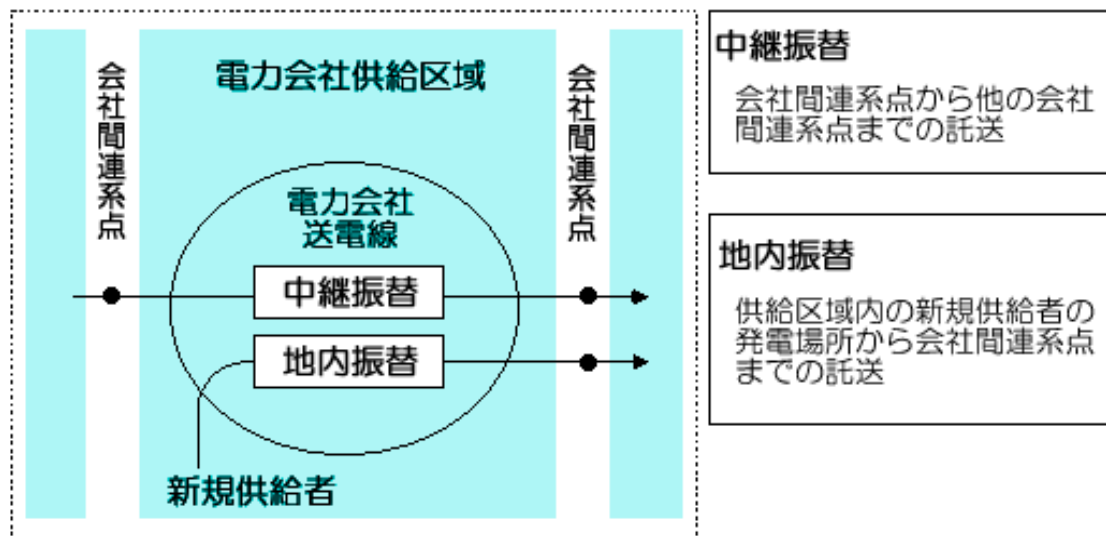 電力会社供給区域
会社間連系点
会社間連系点
電力会社
送電線
中継振替
地内振替
新規供給者
中継振替
会社間連系点から他の会社
間連系点までの託送
地内振替
供給区域内の新規供給者の
発電場所から会社間連系点
までの託送